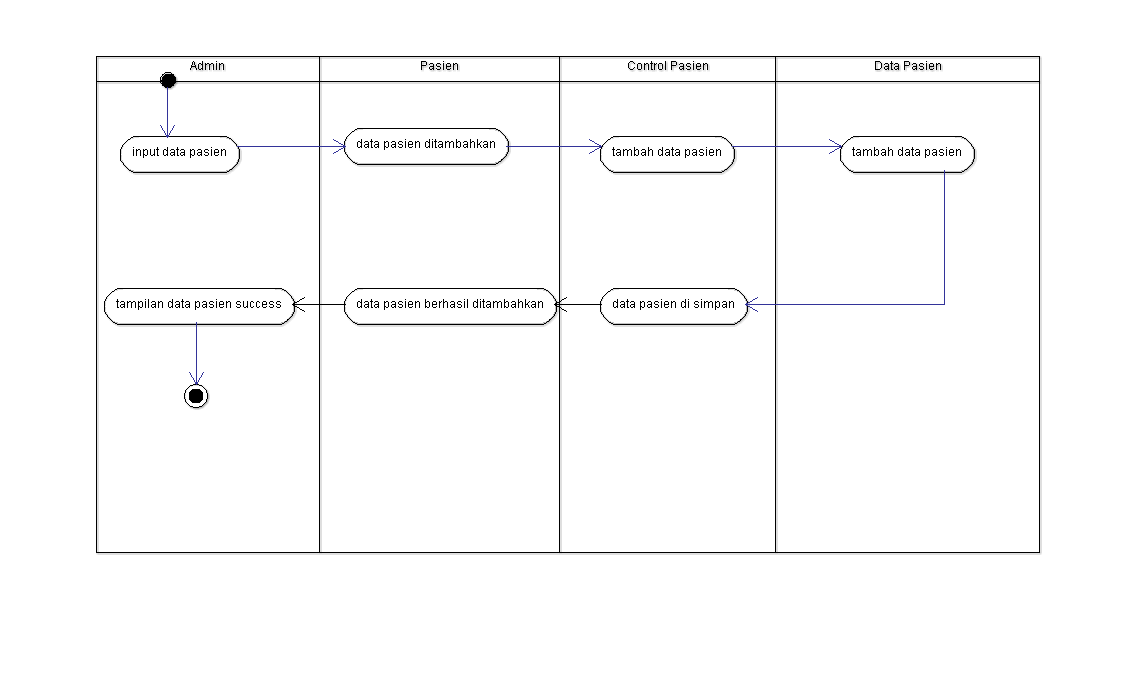 Admin
Pasien
Control Pasien
Data Pasien
input data pasien
data pasien ditambahkan
tambah data pasien
tambah data pasien
tampilan data pasien success
data pasien berhasil ditambahkan
data pasien di simpan